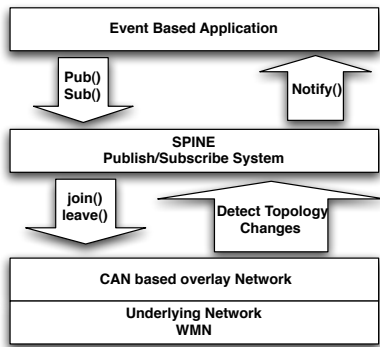 Event Based Application
Pub()
Sub()
Notify()
SPINE
Publish/Subscribe System
join()
leave()
Detect Topology
Changes
CAN based overlay Network
Underlying Network
WMN